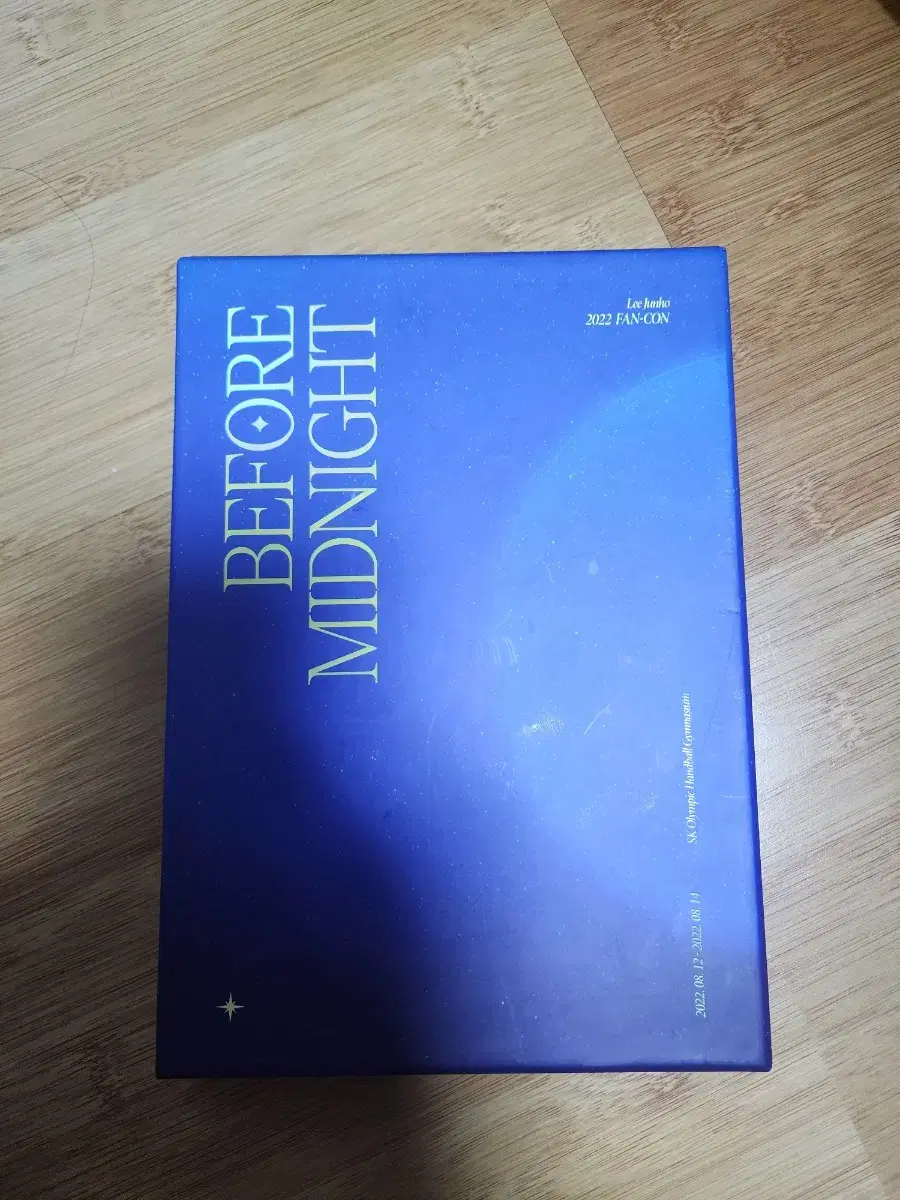 BEFORE
MIDNIGHT
Lee Junho
2022 FAN-CON
SK Olympic Handball Gymnasium
2022. 08. 12 - 2022. 08. 14